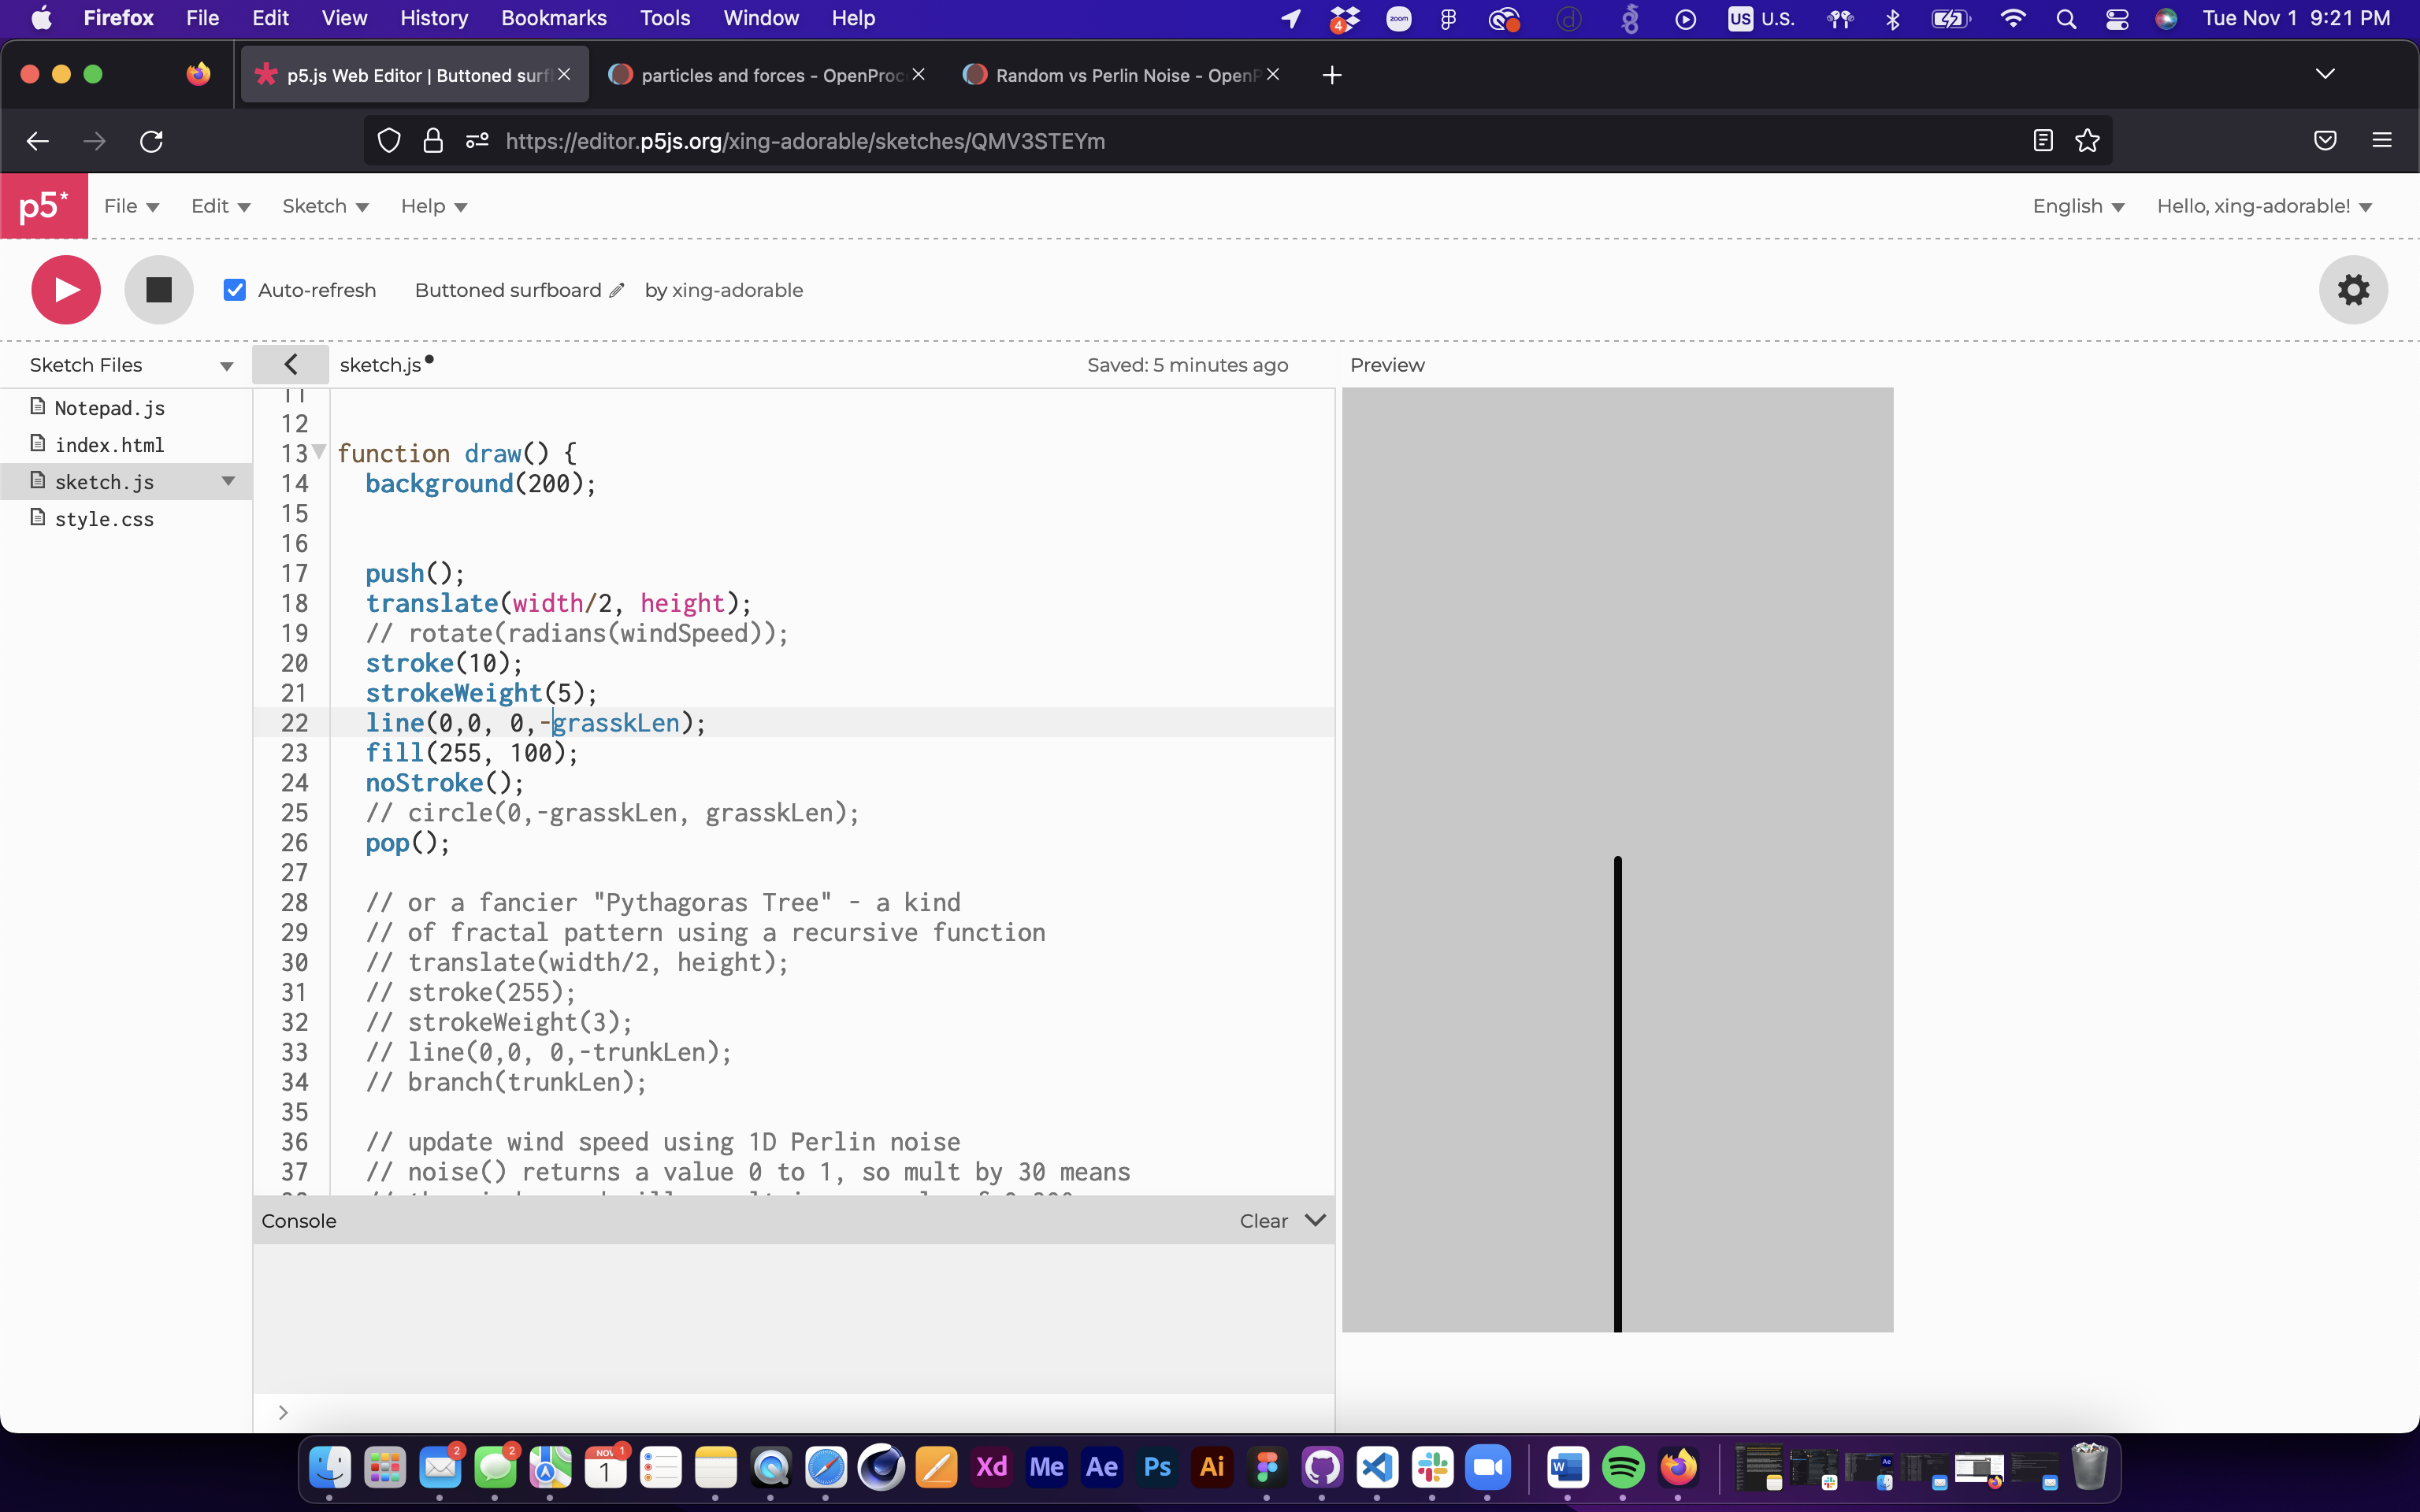 Firefox File Edit View History Bookmarks Tools Window Help
4 zoom US U.S. Tue Nov 1 9:21 PM
p5.js Web Editor | Buttoned surf
particles and forces - OpenProc
Random vs Perlin Noise - OpenP
https://editor.p5js.org/xing-adorable/sketches/QMV3STEYm
p5* File Edit Sketch Help English Hello, xing-adorable!
Auto-refresh Buttoned surfboard by xing-adorable
Sketch Files sketch.js Saved: 5 minutes ago Preview
Notepad.js
index.html
sketch.js
style.css
11
12
13 function draw() {
14 background(200);
15
16
17 push();
18 translate(width/2, height);
19 // rotate(radians(windSpeed));
20 stroke(10);
21 strokeWeight(5);
22 line(0,0, 0,-grasskLen);
23 fill(255, 100);
24 noStroke();
25 // circle(0,-grasskLen, grasskLen);
26 pop();
27
28 // or a fancier "Pythagoras Tree" - a kind
29 // of fractal pattern using a recursive function
30 // translate(width/2, height);
31 // stroke(255);
32 // strokeWeight(3);
33 // line(0,0, 0,-trunkLen);
34 // branch(trunkLen);
35
36 // update wind speed using 1D Perlin noise
37 // noise() returns a value 0 to 1, so mult by 30 means
Console Clear
>
2 2 NOV 1 1 Xd Me Ae Ps Ai W